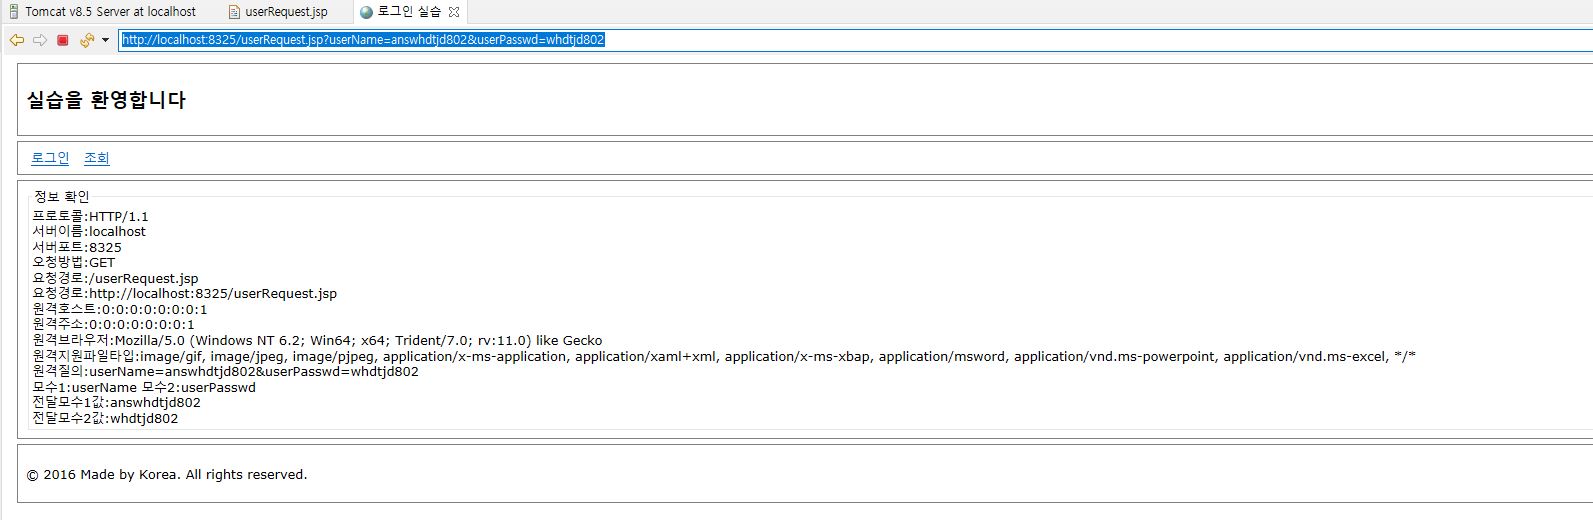 Tomcat v8.5 Server at localhost userRequest.jsp 로그인 실습
http://localhost:8325/userRequest.jsp?userName=answhdtjd802&userPasswd=whdtjd802
실습을 환영합니다
로그인 조회
정보 확인
프로토콜:HTTP/1.1
서버이름:localhost
서버포트:8325
오청방법:GET
요청경로:/userRequest.jsp
요청경로:http://localhost:8325/userRequest.jsp
원격호스트:0:0:0:0:0:0:0:1
원격주소:0:0:0:0:0:0:0:1
원격브라우저:Mozilla/5.0 (Windows NT 6.2; Win64; x64; Trident/7.0; rv:11.0) like Gecko
원격지원파일타입:image/gif, image/jpeg, image/pjpeg, application/x-ms-application, application/xaml+xml, application/x-ms-xbap, application/msword, application/vnd.ms-powerpoint, application/vnd.ms-excel, */*
원격질의:userName=answhdtjd802&userPasswd=whdtjd802
모수1:userName 모수2:userPasswd
전달모수1값:answhdtjd802
전달모수2값:whdtjd802
© 2016 Made by Korea. All rights reserved.